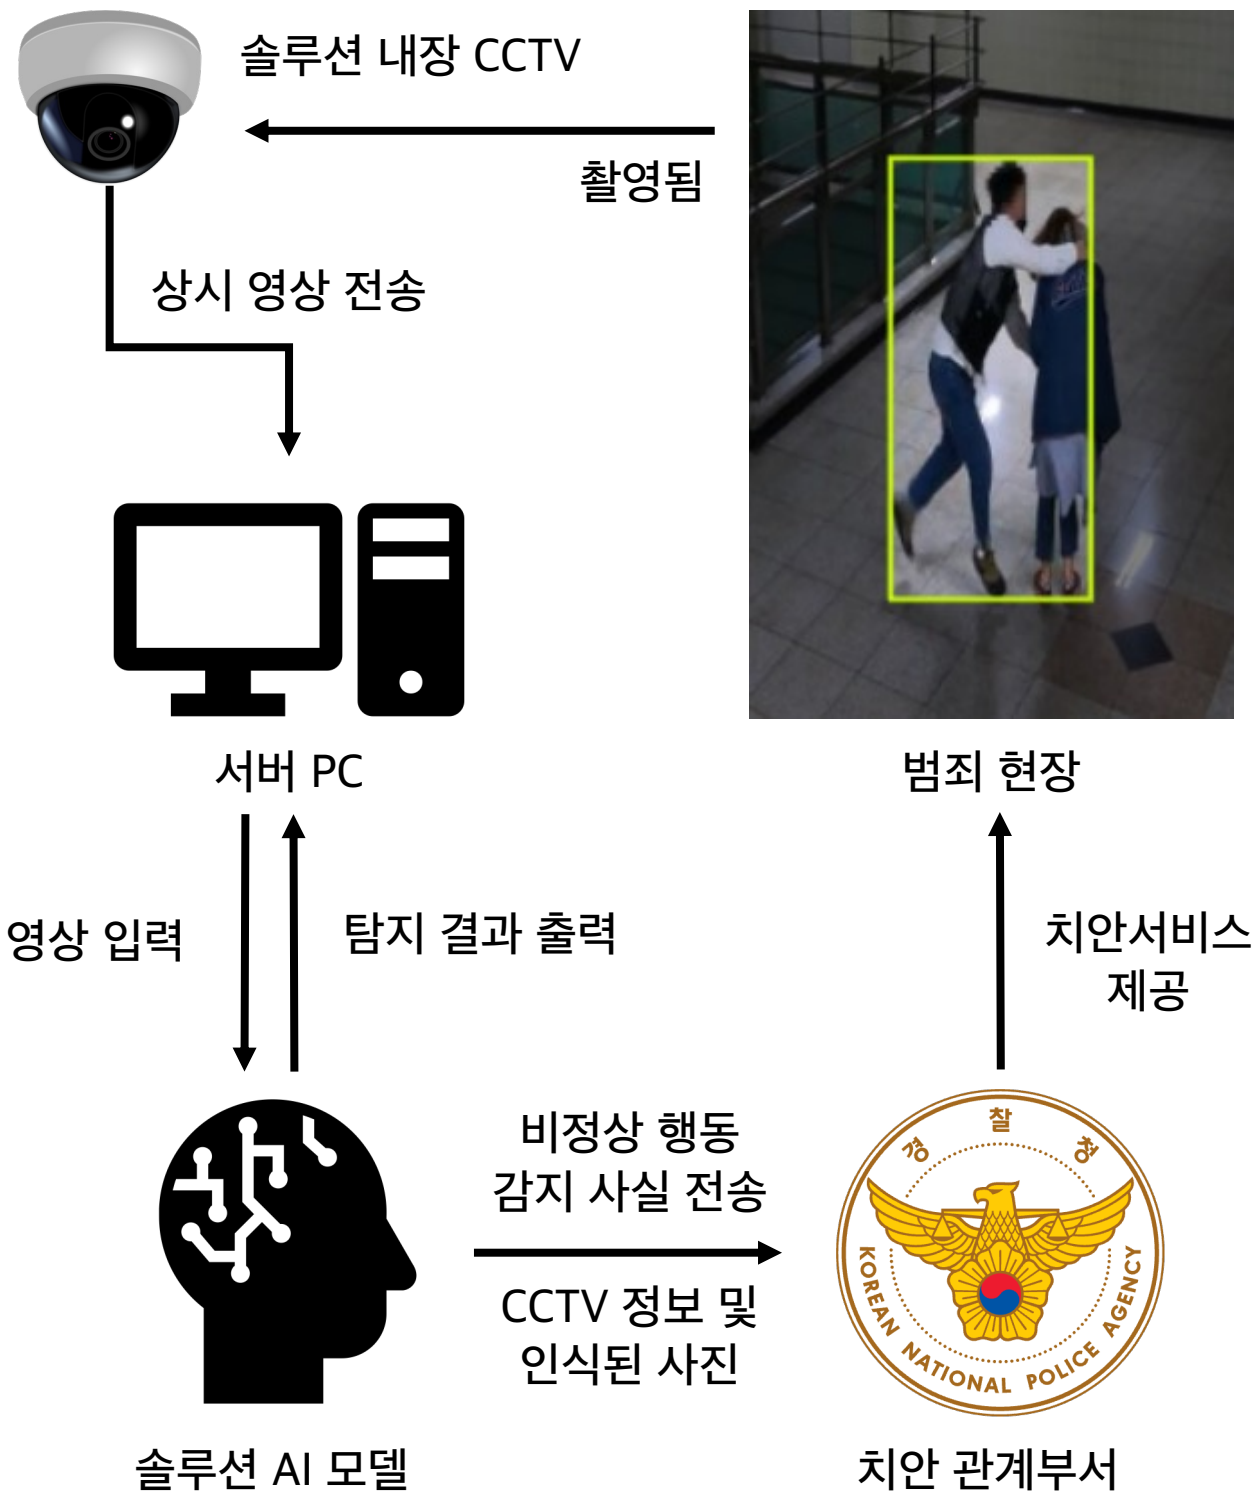 솔루션 내장 CCTV
촬영됨
상시 영상 전송
서버 PC
범죄 현장
영상 입력
탐지 결과 출력
치안서비스
제공
비정상 행동
감지 사실 전송
CCTV 정보 및
인식된 사진
경찰청
KOREAN NATIONAL POLICE AGENCY
솔루션 AI 모델
치안 관계부서